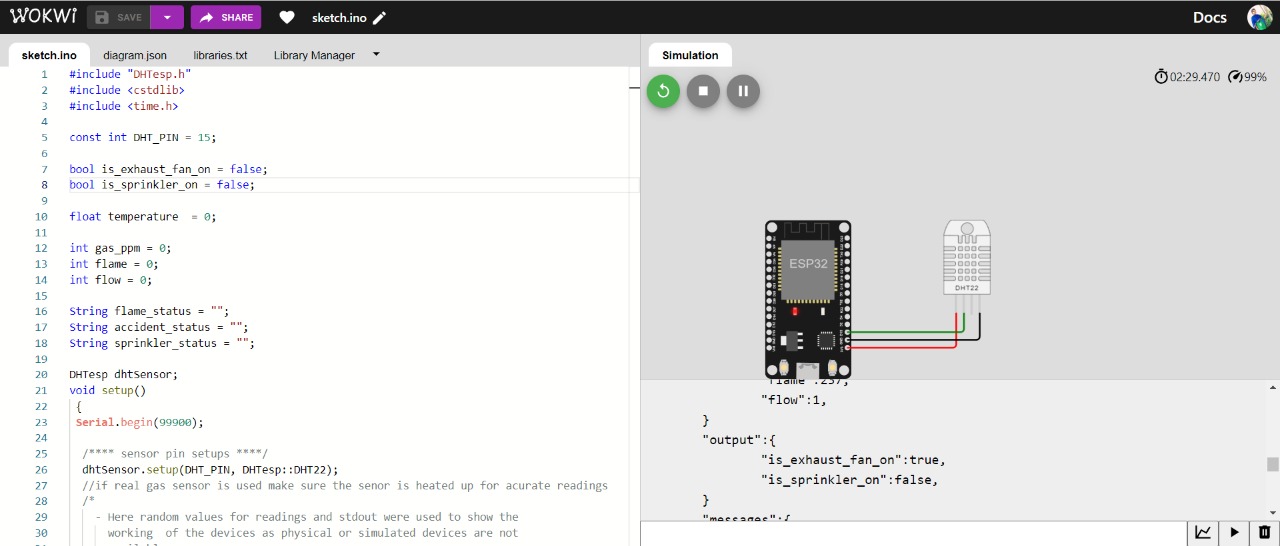 WOKWi SAVE SHARE sketch.ino Docs
sketch.ino diagram.json libraries.txt Library Manager
Simulation
02:29.470 99%
1 #include "DHTesp.h"
2 #include <cstdlib>
3 #include <time.h>
4
5 const int DHT_PIN = 15;
6
7 bool is_exhaust_fan_on = false;
8 bool is_sprinkler_on = false;
9
10 float temperature  = 0;
11
12 int gas_ppm = 0;
13 int flame = 0;
14 int flow = 0;
15
16 String flame_status = "";
17 String accident_status = "";
18 String sprinkler_status = "";
19
20 DHTesp dhtSensor;
21 void setup()
22 {
23 Serial.begin(99900);
24
25 /**** sensor pin setups ****/
26 dhtSensor.setup(DHT_PIN, DHTesp::DHT22);
27 //if real gas sensor is used make sure the senor is heated up for acurate readings
28 /*
29 - Here random values for readings and stdout were used to show the
30 working  of the devices as physical or simulated devices are not
ESP32
DHT22
"flame":237,
"flow":1,
}
"output":{
"is_exhaust_fan_on":true,
"is_sprinkler_on":false,
}
"messages":{